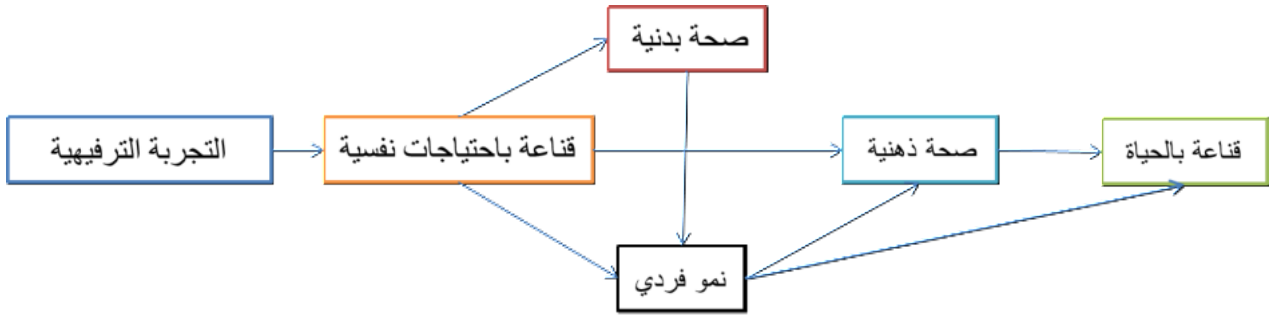 صحة بدنية
التجربة الترفيهية
قناعة باحتياجات نفسية
صحة ذهنية
قناعة بالحياة
نمو فردي